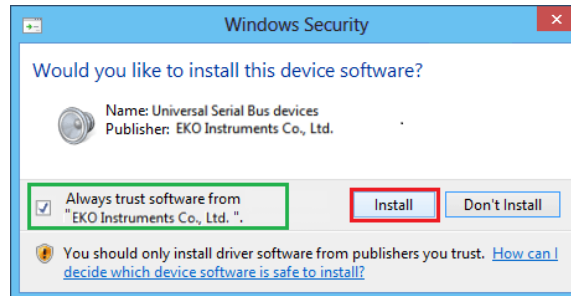 Windows Security
Would you like to install this device software?
Name: Universal Serial Bus devices
Publisher: EKO Instruments Co., Ltd.
Always trust software from
"EKO Instruments Co., Ltd. ".
Install
Don't Install
You should only install driver software from publishers you trust. How can I
decide which device software is safe to install?